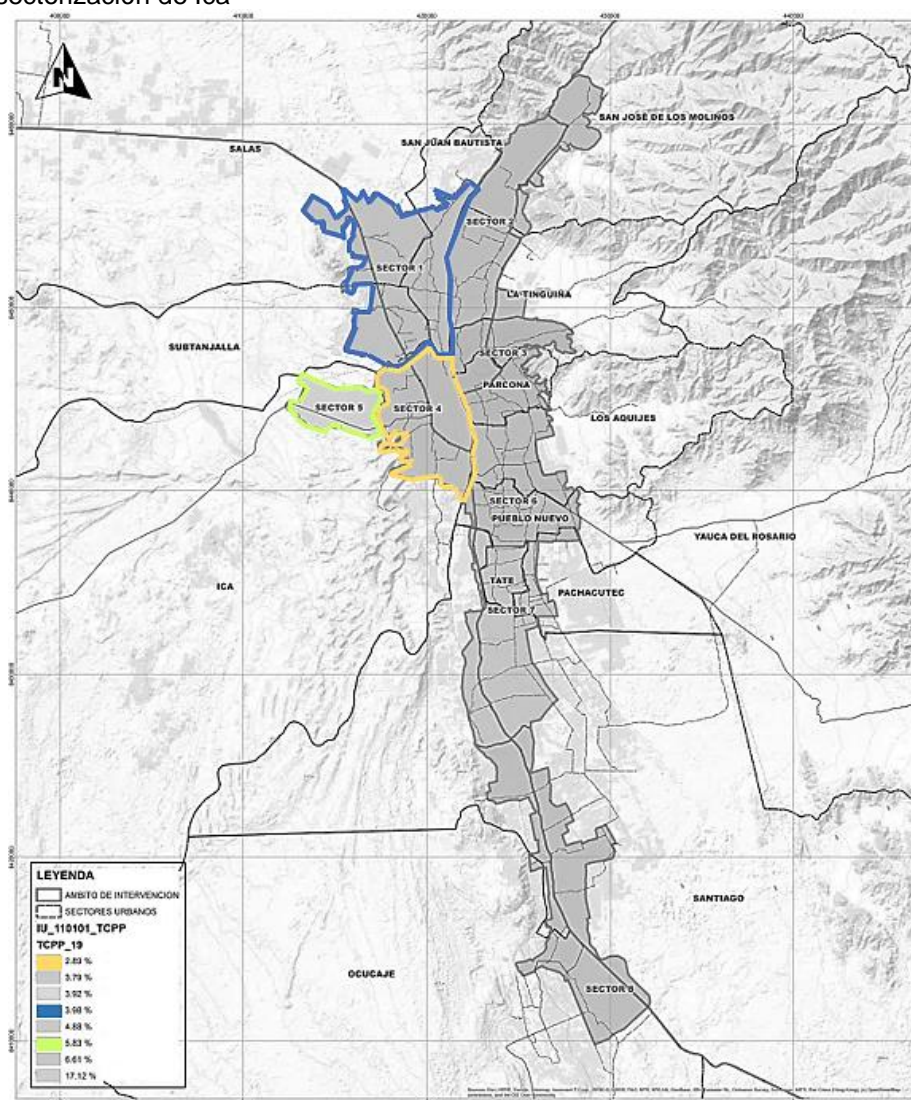 sectorización de Ica
N
SAN JOSÉ DE LOS MOLINOS
SAN JUAN BAUTISTA
SALAS
SECTOR 2
SECTOR 1
LA TINGUIÑA
SUBTANJALLA
SECTOR 3
PARCONA
SECTOR 5
SECTOR 4
LOS AQUIJES
SECTOR 6
PUEBLO NUEVO
YAUCA DEL ROSARIO
ICA
TATE
PACHACUTEC
SECTOR 7
SANTIAGO
OCUCAJE
SECTOR 8
LEYENDA
AMBITO DE INTERVENCION
SECTORES URBANOS
IU_110101_TCPP
TCPP_19
2.89 %
3.79 %
3.92 %
3.98 %
4.88 %
5.83 %
6.61 %
17.12 %